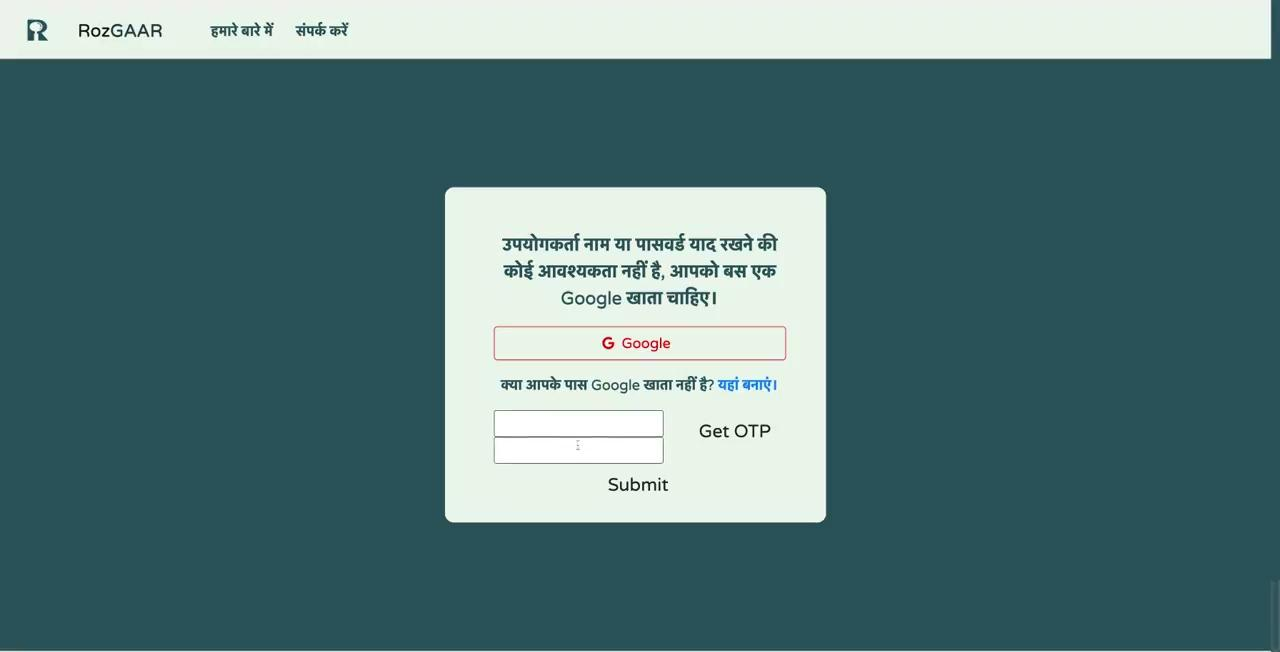 RozGAAR हमारे बारे में संपर्क करें
उपयोगकर्ता नाम या पासवर्ड याद रखने की
कोई आवश्यकता नहीं है, आपको बस एक
Google खाता चाहिए।
Google
क्या आपके पास Google खाता नहीं है? यहां बनाएं।
Get OTP
Submit